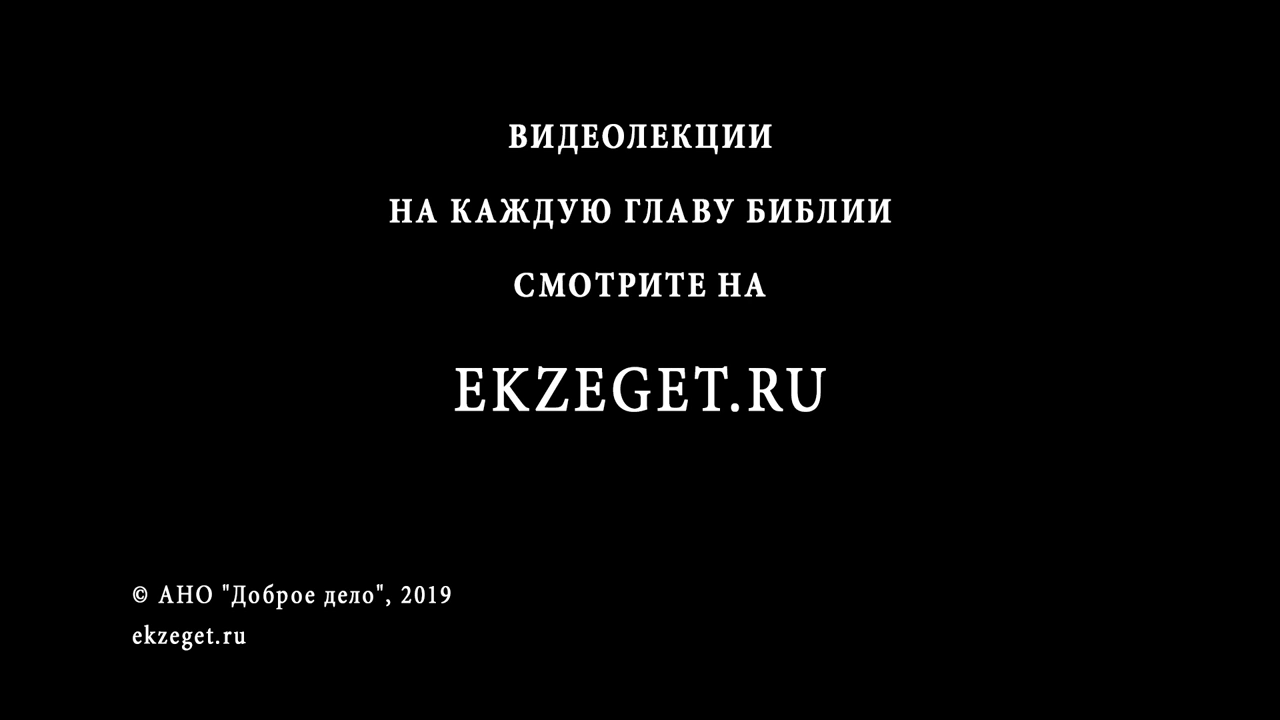 ВИДЕОЛЕКЦИИ
НА КАЖДУЮ ГЛАВУ БИБЛИИ
СМОТРИТЕ НА
EKZEGET.RU
© АНО "Доброе дело", 2019
ekzeget.ru